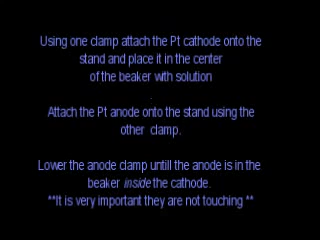 Using one clamp attach the Pt cathode onto the
stand and place it in the center
of the beaker with solution
.
Attach the Pt anode onto the stand using the
other clamp.
Lower the anode clamp untill the anode is in the
beaker inside the cathode.
**It is very important they are not touching **